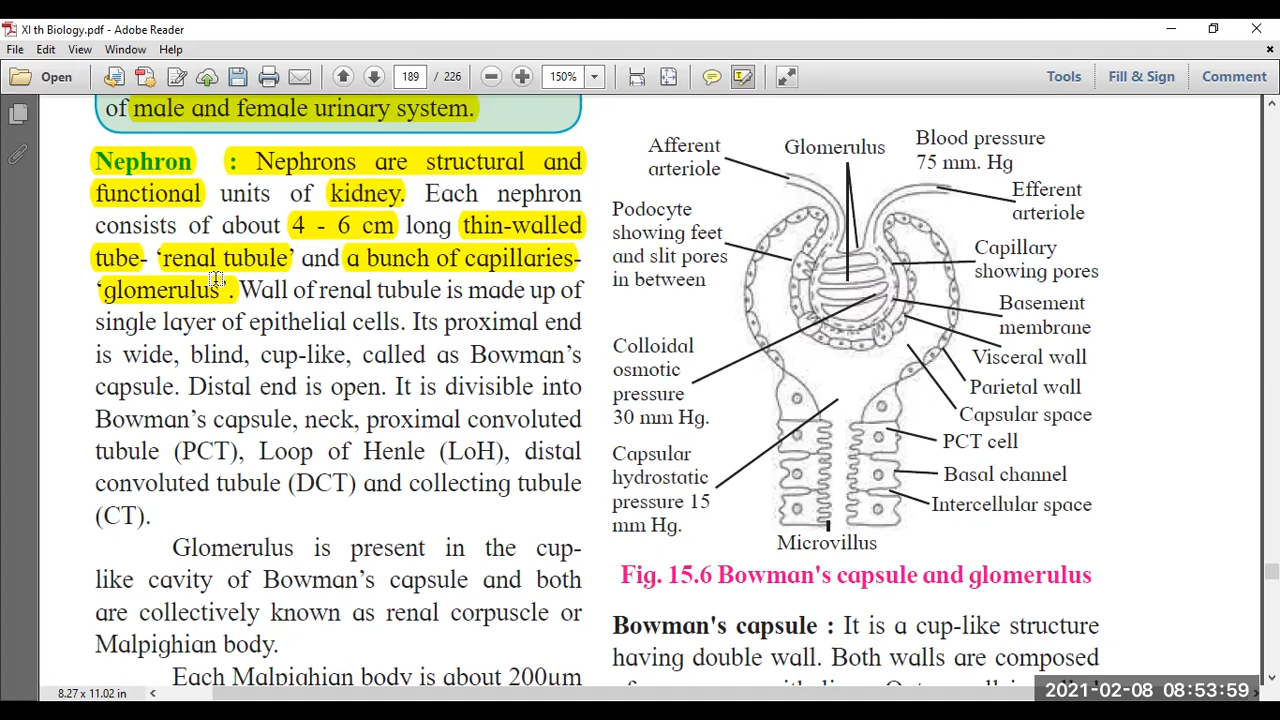 XI th Biology.pdf - Adobe Reader
File Edit View Window Help
Open 189 / 226 150% Tools Fill & Sign Comment
of male and female urinary system.
Nephron : Nephrons are structural and
functional units of kidney. Each nephron
consists of about 4 - 6 cm long thin-walled
tube- ‘renal tubule’ and a bunch of capillaries-
‘glomerulus’. Wall of renal tubule is made up of
single layer of epithelial cells. Its proximal end
is wide, blind, cup-like, called as Bowman’s
capsule. Distal end is open. It is divisible into
Bowman’s capsule, neck, proximal convoluted
tubule (PCT), Loop of Henle (LoH), distal
convoluted tubule (DCT) and collecting tubule
(CT).
Glomerulus is present in the cup-
like cavity of Bowman’s capsule and both
are collectively known as renal corpuscle or
Malpighian body.
Each Malpighian body is about 200µm
Afferent
arteriole
Glomerulus
Blood pressure
75 mm. Hg
Efferent
arteriole
Podocyte
showing feet
and slit pores
in between
Capillary
showing pores
Basement
membrane
Visceral wall
Parietal wall
Capsular space
Colloidal
osmotic
pressure
30 mm Hg.
PCT cell
Basal channel
Intercellular space
Capsular
hydrostatic
pressure 15
mm Hg.
Microvillus
Fig. 15.6 Bowman's capsule and glomerulus
Bowman's capsule : It is a cup-like structure
having double wall. Both walls are composed
8.27 x 11.02 in
2021-02-08 08:53:59